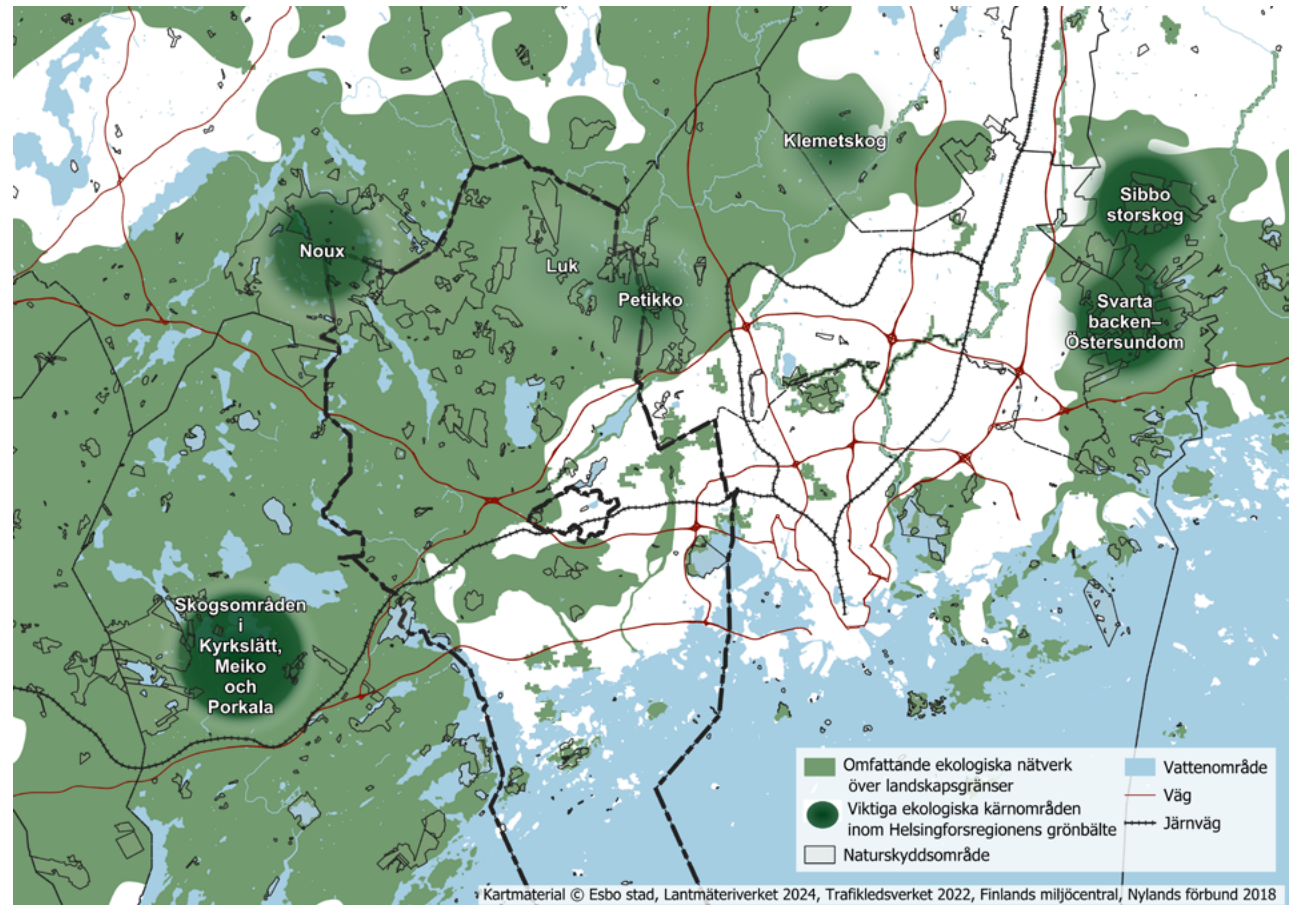 Klemetskog
Sibbo
storskog
Noux
Luk
Petikko
Svarta
backen–
Östersundom
Skogsområden
i
Kyrkslätt,
Meiko
och
Porkala
Omfattande ekologiska nätverk
över landskapsgränser
Viktiga ekologiska kärnområden
inom Helsingforsregionens grönbälte
Naturskyddsområde
Vattenområde
Väg
Järnväg
Kartmaterial © Esbo stad, Lantmäteriverket 2024, Trafikledsverket 2022, Finlands miljöcentral, Nylands förbund 2018